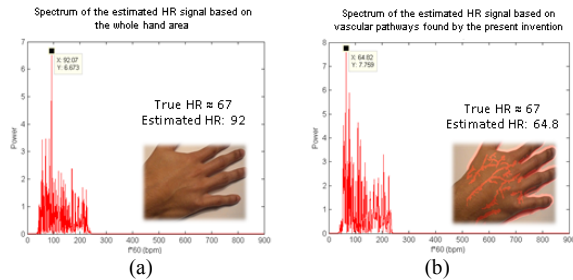 Spectrum of the estimated HR signal based on
the whole hand area
7
6
5
4
3
2
1
0
Power
X: 92.07
Y: 6.673
True HR ≈ 67
Estimated HR: 92
0 100 200 300 400 500 600 700 800 900
f*60 (bpm)
(a)
Spectrum of the estimated HR signal based on
vascular pathways found by the present invention
8
7
6
5
4
3
2
1
0
Power
X: 64.82
Y: 7.759
True HR ≈ 67
Estimated HR: 64.8
0 100 200 300 400 500 600 700 800 900
f*60 (bpm)
(b)